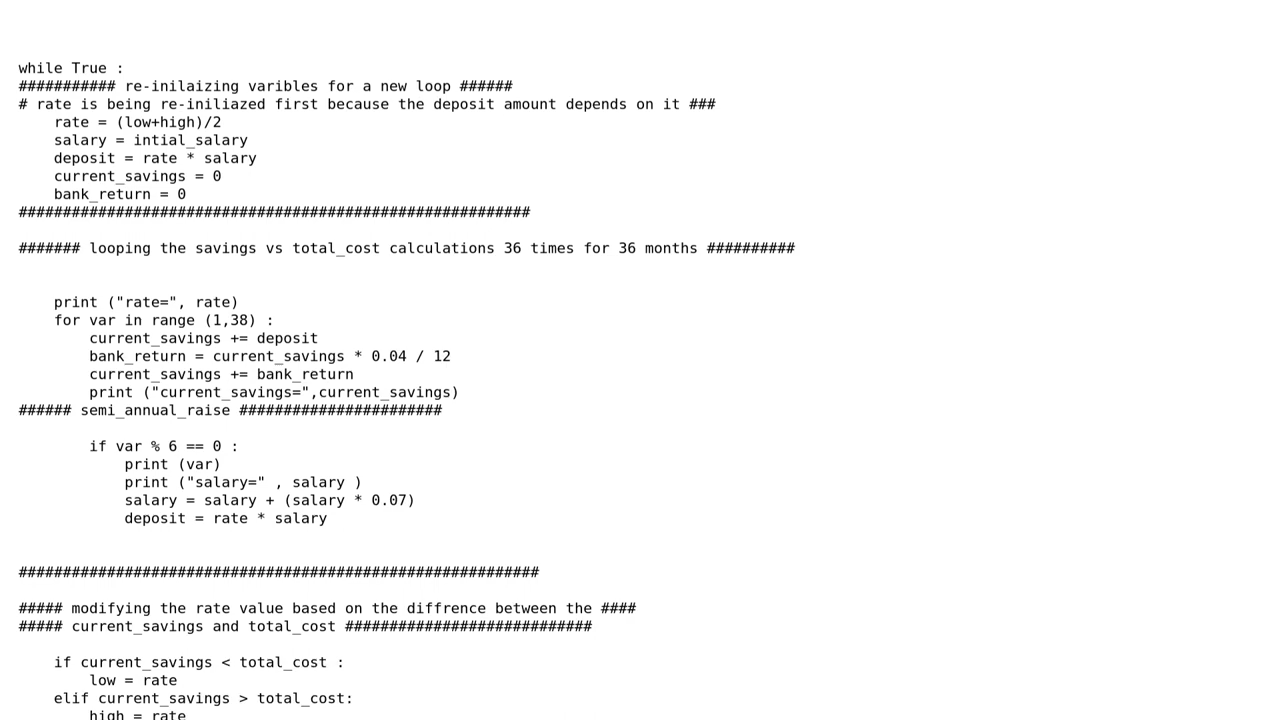 while True :
########### re-inilaizing varibles for a new loop ######
# rate is being re-iniliazed first because the deposit amount depends on it ###
    rate = (low+high)/2
    salary = intial_salary
    deposit = rate * salary
    current_savings = 0
    bank_return = 0
##########################################################

####### looping the savings vs total_cost calculations 36 times for 36 months ##########

    print ("rate=", rate)
    for var in range (1,38) :
        current_savings += deposit
        bank_return = current_savings * 0.04 / 12
        current_savings += bank_return
        print ("current_savings=",current_savings)
###### semi_annual_raise #######################

        if var % 6 == 0 :
            print (var)
            print ("salary=" , salary )
            salary = salary + (salary * 0.07)
            deposit = rate * salary

###########################################################

##### modifying the rate value based on the diffrence between the ####
##### current_savings and total_cost ############################

    if current_savings < total_cost :
        low = rate
    elif current_savings > total_cost:
        high = rate